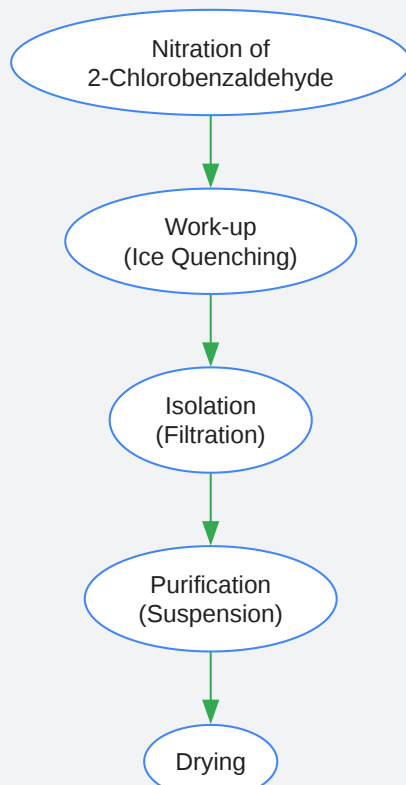 Nitration of
2-Chlorobenzaldehyde
Work-up
(Ice Quenching)
Isolation
(Filtration)
Purification
(Suspension)
Drying